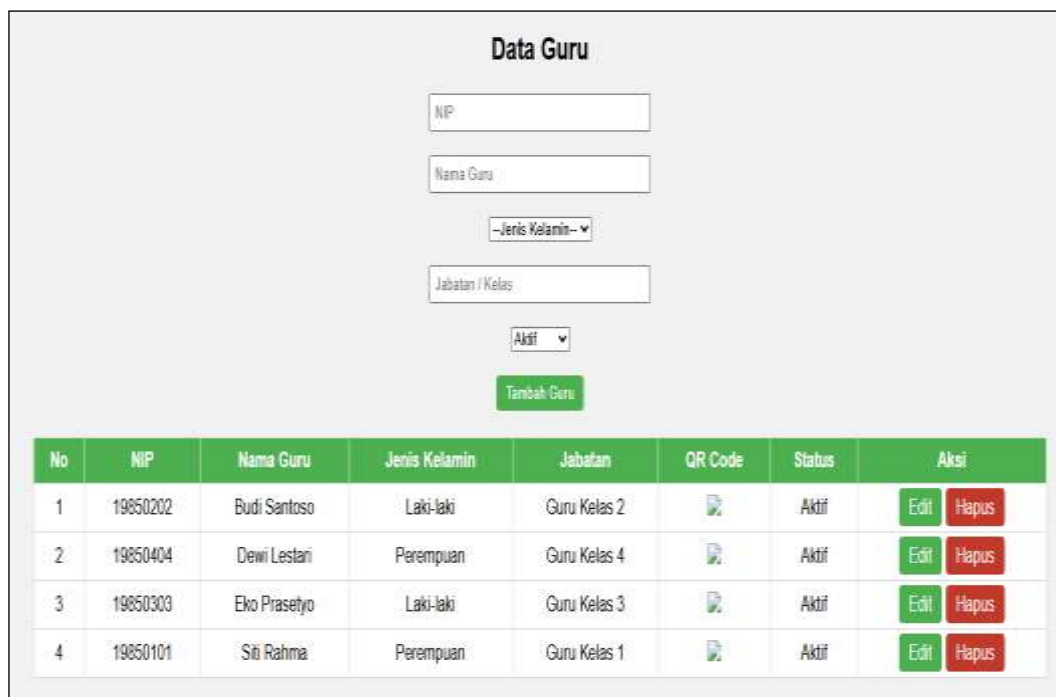 Data Guru
NIP
Nama Guru
--Jenis Kelamin--
Jabatan / Kelas
Aktif
Tambah Guru
No NIP Nama Guru Jenis Kelamin Jabatan QR Code Status Aksi
1 19850202 Budi Santoso Laki-laki Guru Kelas 2 Aktif Edit Hapus
2 19850404 Dewi Lestari Perempuan Guru Kelas 4 Aktif Edit Hapus
3 19850303 Eko Prasetyo Laki-laki Guru Kelas 3 Aktif Edit Hapus
4 19850101 Siti Rahma Perempuan Guru Kelas 1 Aktif Edit Hapus